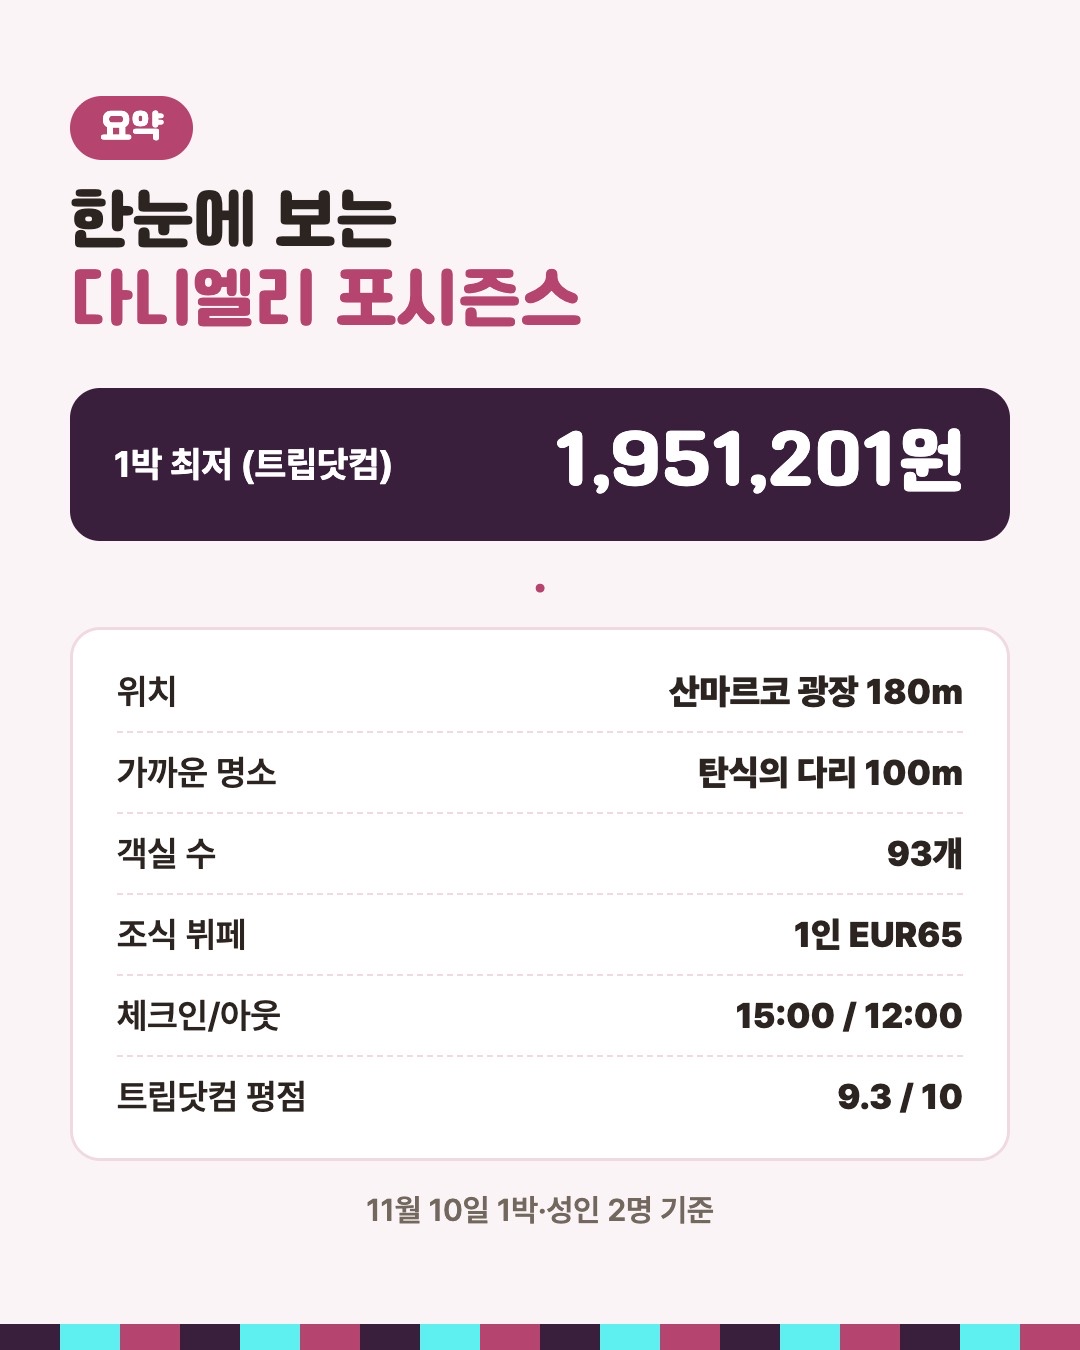 요약
한눈에 보는
다니엘리 포시즌스
1박 최저 (트립닷컴) 1,951,201원
위치 산마르코 광장 180m
가까운 명소 탄식의 다리 100m
객실 수 93개
조식 뷔페 1인 EUR65
체크인/아웃 15:00 / 12:00
트립닷컴 평점 9.3 / 10
11월 10일 1박·성인 2명 기준